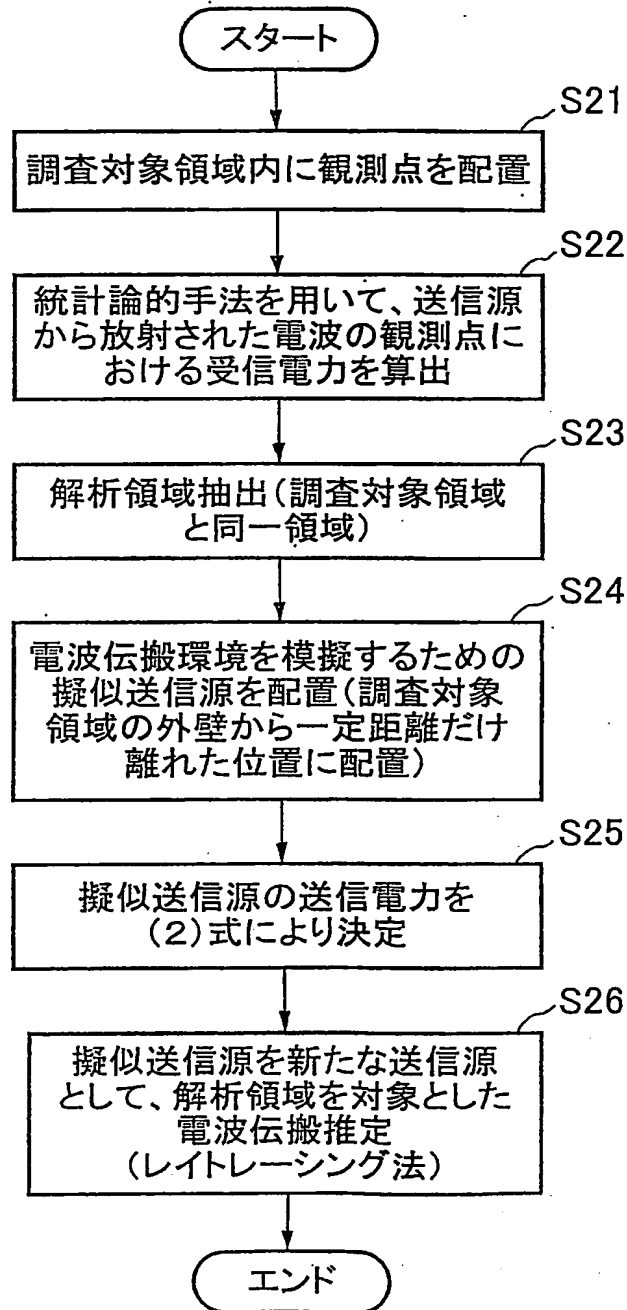 スタート
S21
調査対象領域内に観測点を配置
S22
統計論的手法を用いて、送信源
から放射された電波の観測点に
おける受信電力を算出
S23
解析領域抽出（調査対象領域
と同一領域）
S24
電波伝搬環境を模擬するための
擬似送信源を配置（調査対象
領域の外壁から一定距離だけ
離れた位置に配置）
S25
擬似送信源の送信電力を
（２）式により決定
S26
擬似送信源を新たな送信源
として、解析領域を対象とした
電波伝搬推定
（レイトレーシング法）
エンド